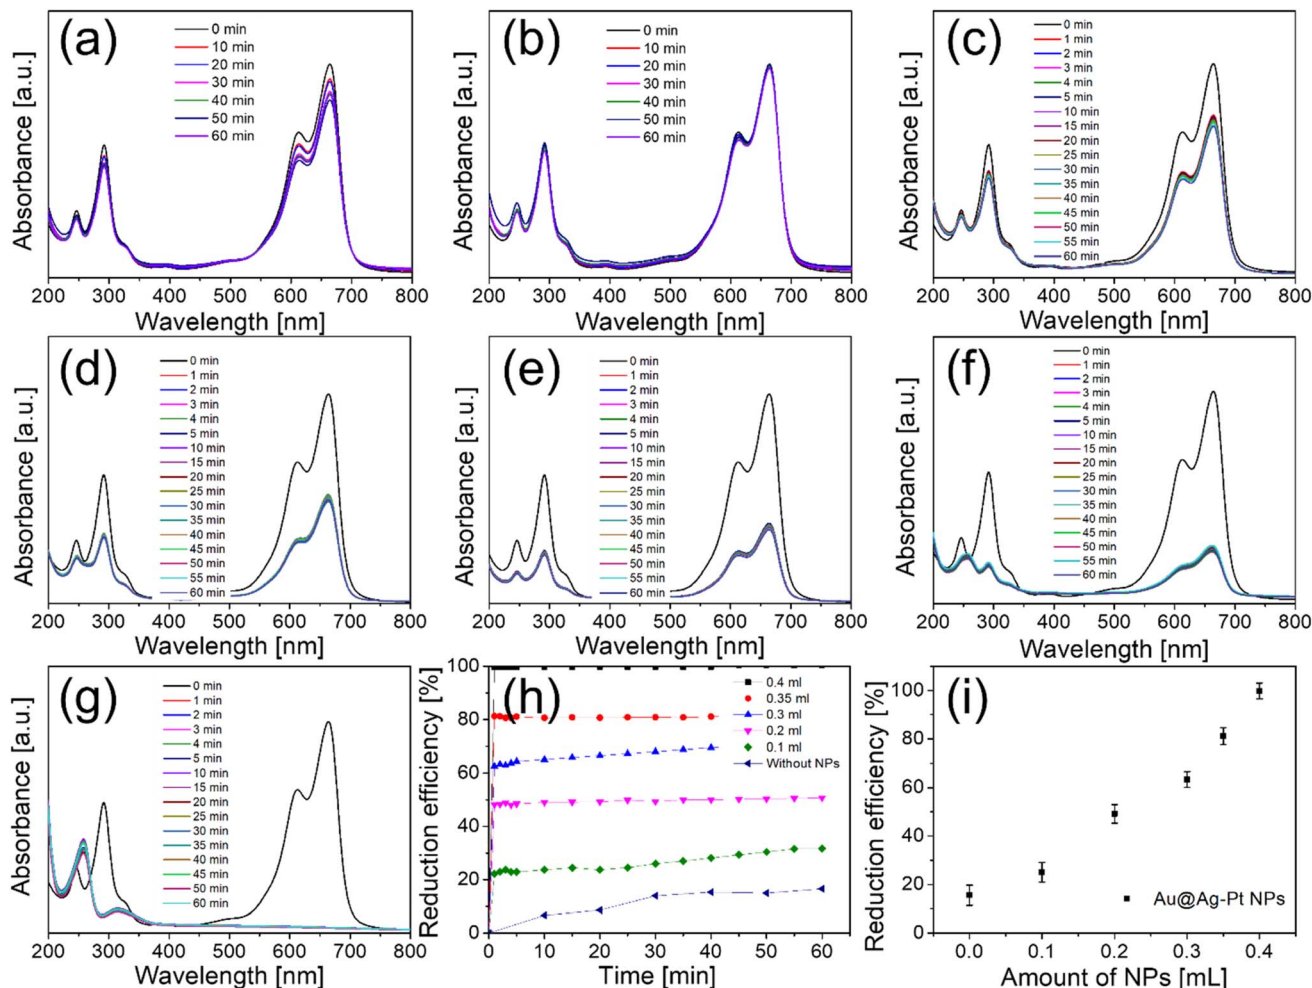 (a)
0 min
10 min
20 min
30 min
40 min
50 min
60 min
Absorbance [a.u.]
200 300 400 500 600 700 800
Wavelength [nm]
(b)
0 min
10 min
20 min
30 min
40 min
50 min
60 min
Absorbance [a.u.]
200 300 400 500 600 700 800
Wavelength [nm]
(c)
0 min
1 min
2 min
3 min
4 min
5 min
10 min
15 min
20 min
25 min
30 min
35 min
40 min
45 min
50 min
55 min
60 min
Absorbance [a.u.]
200 300 400 500 600 700 800
Wavelength [nm]
(d)
0 min
1 min
2 min
3 min
4 min
5 min
10 min
15 min
20 min
25 min
30 min
35 min
40 min
45 min
50 min
55 min
60 min
Absorbance [a.u.]
200 300 400 500 600 700 800
Wavelength [nm]
(e)
0 min
1 min
2 min
3 min
4 min
5 min
10 min
15 min
20 min
25 min
30 min
35 min
40 min
45 min
50 min
55 min
60 min
Absorbance [a.u.]
200 300 400 500 600 700 800
Wavelength [nm]
(f)
0 min
1 min
2 min
3 min
4 min
5 min
10 min
15 min
20 min
25 min
30 min
35 min
40 min
45 min
50 min
55 min
60 min
Absorbance [a.u.]
200 300 400 500 600 700 800
Wavelength [nm]
(g)
0 min
1 min
2 min
3 min
4 min
5 min
10 min
15 min
20 min
25 min
30 min
35 min
40 min
45 min
50 min
60 min
Absorbance [a.u.]
200 300 400 500 600 700 800
Wavelength [nm]
(h)
0.4 ml
0.35 ml
0.3 ml
0.2 ml
0.1 ml
Without NPs
Reduction efficiency [%]
100
80
60
40
20
0
0 10 20 30 40 50 60
Time [min]
(i)
Reduction efficiency [%]
100
80
60
40
20
0
Au@Ag-Pt NPs
0.0 0.1 0.2 0.3 0.4
Amount of NPs [mL]